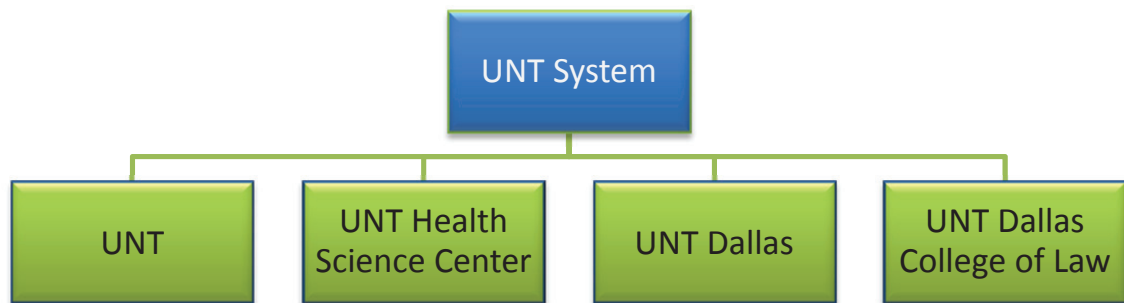 UNT System
UNT
UNT Health
Science Center
UNT Dallas
UNT Dallas
College of Law